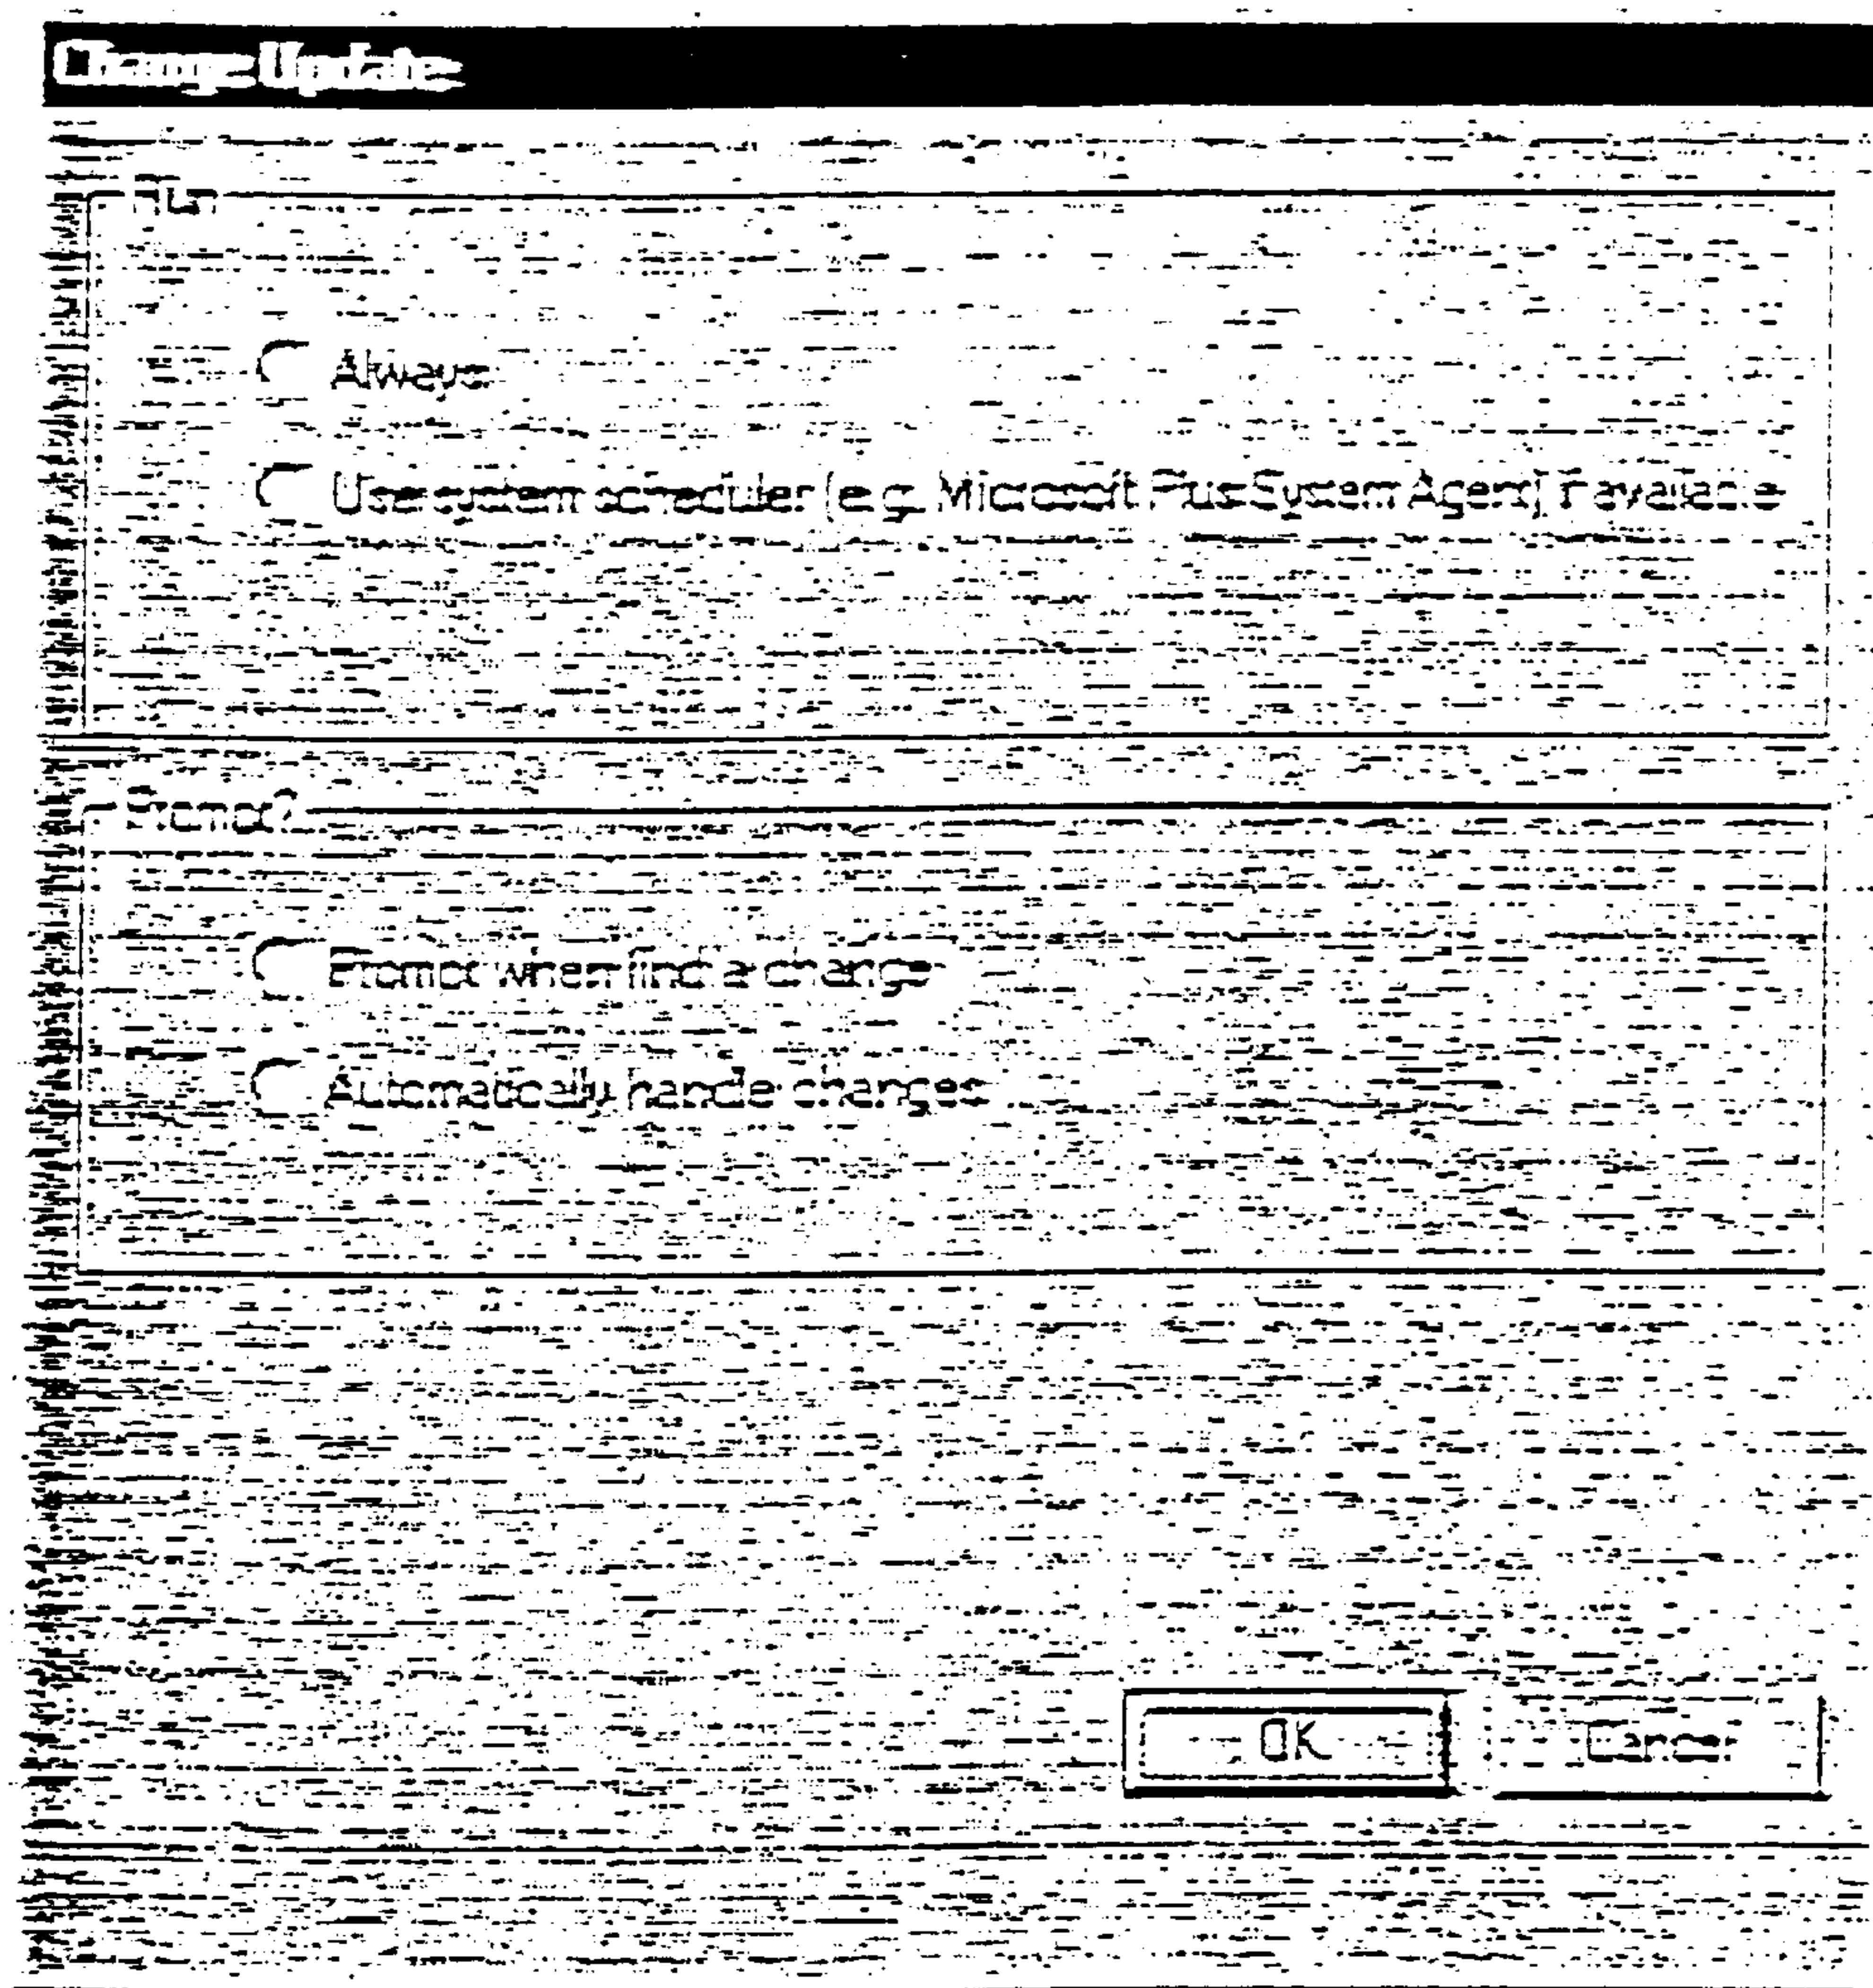 Change Update
Run
Always
Use system scheduler (e.g. Microsoft Plus System Agent) if available
Prompt?
Prompt when find a change
Automatically handle changes
OK
Cancel